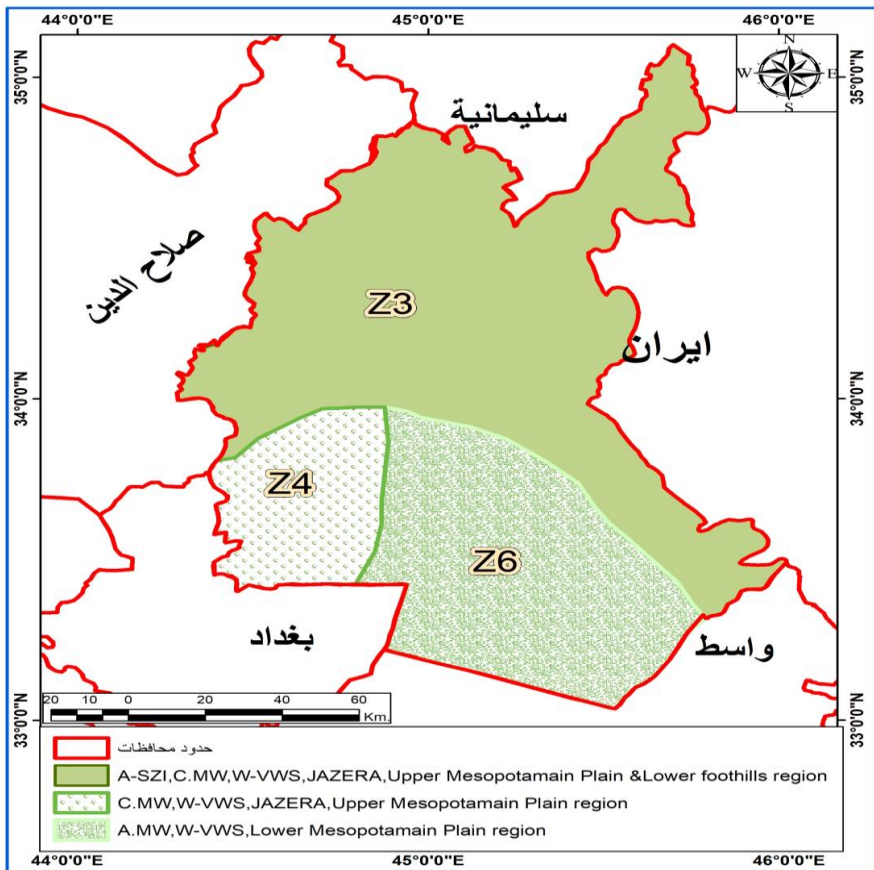 44°0'0"E 45°0'0"E 46°0'0"E
N
W E
S
35°0'0"N 35°0'0"N
سليمانية
صلاح الدين
Z3
ايران
34°0'0"N 34°0'0"N
Z4
Z6
بغداد
واسط
20 10 0 20 40 60
Km.
33°0'0"N 33°0'0"N
حدود محافظات
A-SZI,C.MW,W-VWS,JAZERA,Upper Mesopotamain Plain &Lower foothills region
C.MW,W-VWS,JAZERA,Upper Mesopotamain Plain region
A.MW,W-VWS,Lower Mesopotamain Plain region
44°0'0"E 45°0'0"E 46°0'0"E